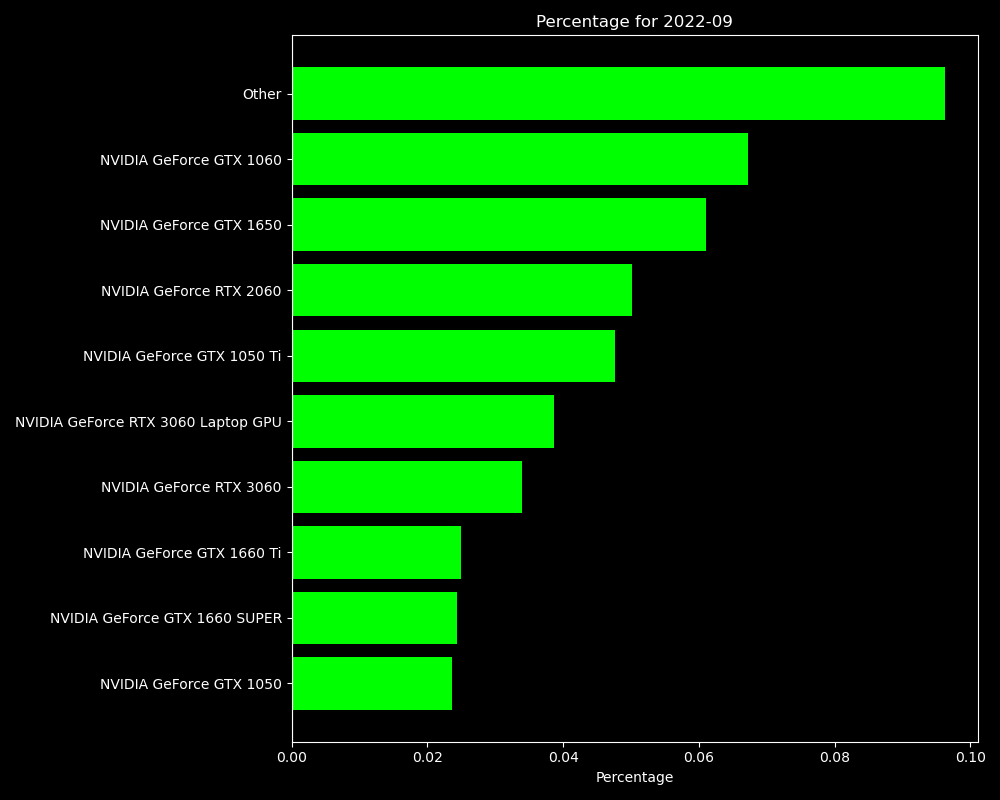 Percentage for 2022-09
Other
NVIDIA GeForce GTX 1060
NVIDIA GeForce GTX 1650
NVIDIA GeForce RTX 2060
NVIDIA GeForce GTX 1050 Ti
NVIDIA GeForce RTX 3060 Laptop GPU
NVIDIA GeForce RTX 3060
NVIDIA GeForce GTX 1660 Ti
NVIDIA GeForce GTX 1660 SUPER
NVIDIA GeForce GTX 1050
0.00 0.02 0.04 0.06 0.08 0.10
Percentage